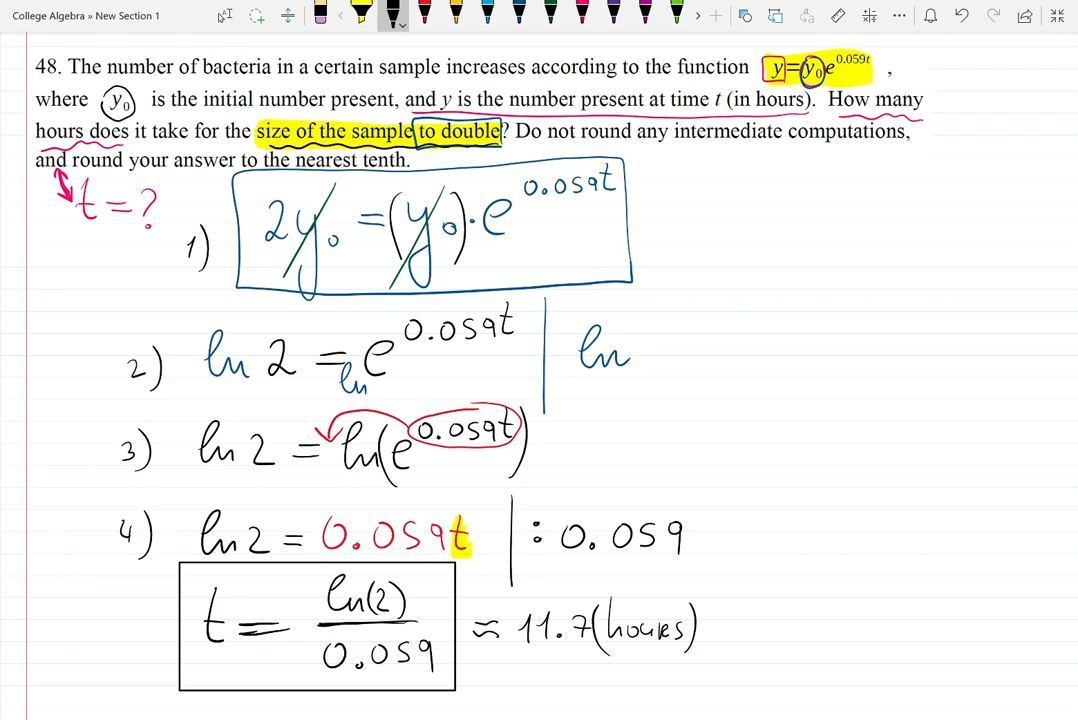 College Algebra » New Section 1
48. The number of bacteria in a certain sample increases according to the function y=y₀e^0.059t ,
where y₀ is the initial number present, and y is the number present at time t (in hours). How many
hours does it take for the size of the sample to double? Do not round any intermediate computations,
and round your answer to the nearest tenth.
t = ?
1) 2y₀ = (y₀)·e^0.059t
2) ln 2 = ln e^0.059t | ln
3) ln 2 = ln(e^0.059t)
4) ln 2 = 0.059t | : 0.059
t = ln(2)/0.059 ≈ 11.7(hours)